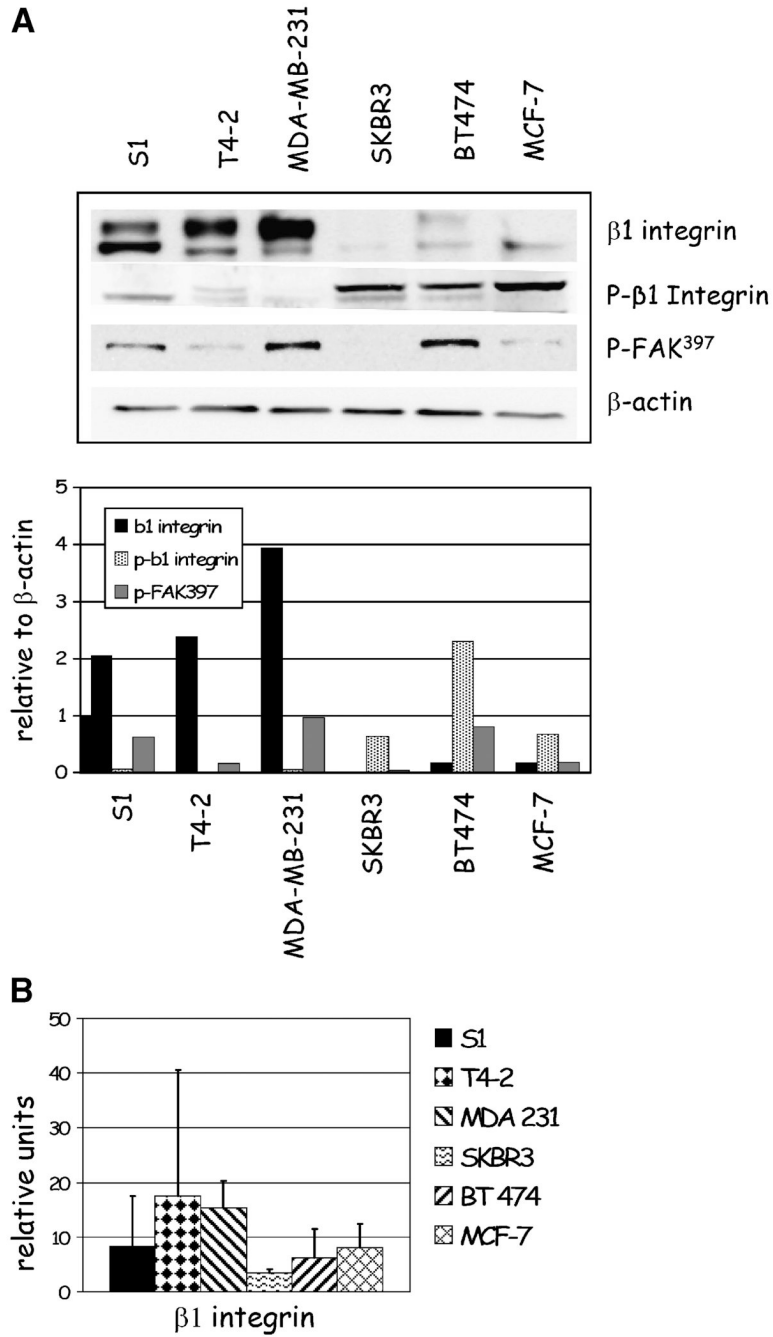 A
S1
T4-2
MDA-MB-231
SKBR3
BT474
MCF-7
β1 integrin
P-β1 Integrin
P-FAK397
β-actin
relative to β-actin
5
4
3
2
1
0
b1 integrin
p-b1 integrin
p-FAK397
S1
T4-2
MDA-MB-231
SKBR3
BT474
MCF-7
B
relative units
50
40
30
20
10
0
β1 integrin
S1
T4-2
MDA 231
SKBR3
BT 474
MCF-7